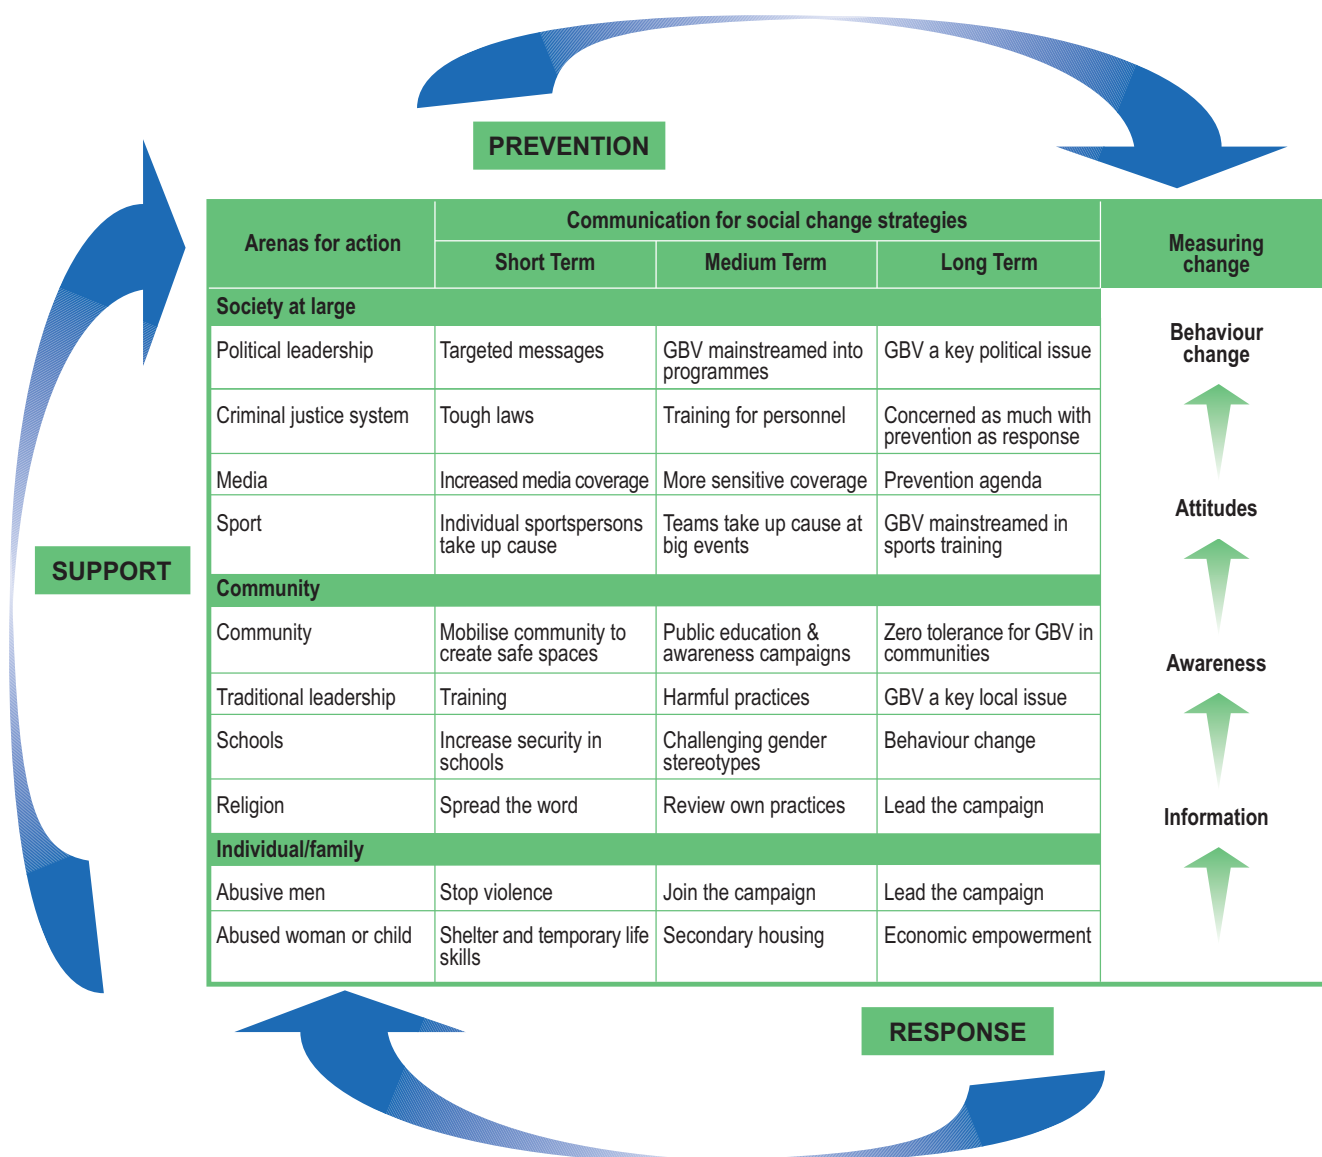 PREVENTION
Arenas for action
Communication for social change strategies
Short Term
Medium Term
Long Term
Measuring
change
Society at large
Political leadership
Targeted messages
GBV mainstreamed into
programmes
GBV a key political issue
Criminal justice system
Tough laws
Training for personnel
Concerned as much with
prevention as response
Media
Increased media coverage
More sensitive coverage
Prevention agenda
Sport
Individual sportspersons
take up cause
Teams take up cause at
big events
GBV mainstreamed in
sports training
Community
Community
Mobilise community to
create safe spaces
Public education &
awareness campaigns
Zero tolerance for GBV in
communities
Traditional leadership
Training
Harmful practices
GBV a key local issue
Schools
Increase security in
schools
Challenging gender
stereotypes
Behaviour change
Religion
Spread the word
Review own practices
Lead the campaign
Individual/family
Abusive men
Stop violence
Join the campaign
Lead the campaign
Abused woman or child
Shelter and temporary life
skills
Secondary housing
Economic empowerment
Behaviour
change
Attitudes
Awareness
Information
SUPPORT
RESPONSE